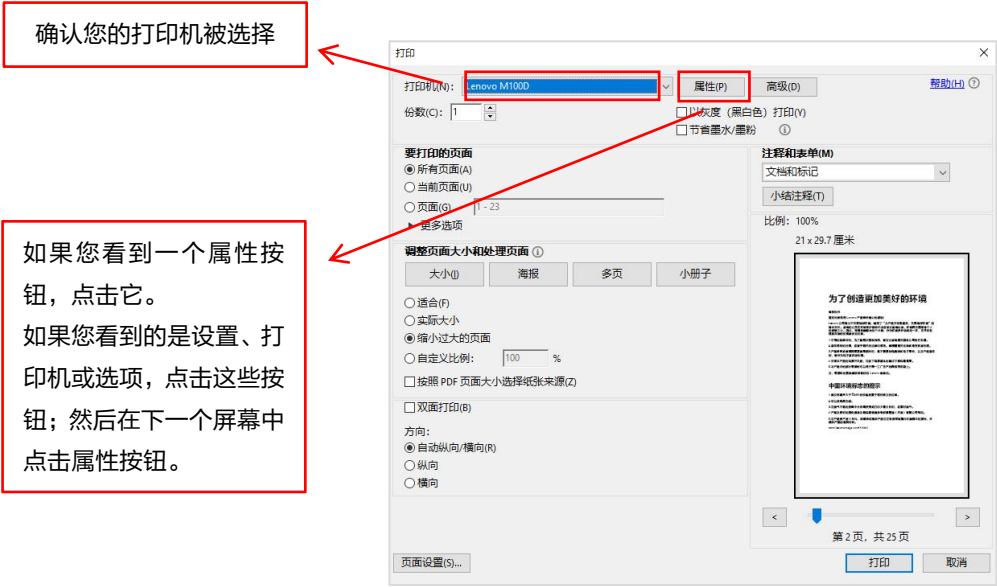 确认您的打印机被选择
打印
打印机(N): Lenovo M100D 属性(P) 高级(D) 帮助(H)
份数(C): 1 以灰度（黑白色）打印(Y)
节省墨水/墨粉
要打印的页面
所有页面(A)
当前页面(U)
页面(G) 1 - 23
更多选项
注释和表单(M)
文档和标记
小结注释(T)
比例: 100%
21 x 29.7 厘米
如果您看到一个属性按
钮，点击它。
如果您看到的是设置、打
印机或选项，点击这些按
钮；然后在下一个屏幕中
点击属性按钮。
调整页面大小和处理页面
大小(I) 海报 多页 小册子
适合(F)
实际大小
缩小过大的页面
自定义比例: 100 %
按照 PDF 页面大小选择纸张来源(Z)
双面打印(B)
方向:
自动纵向/横向(R)
纵向
横向
为了创造更加美好的环境
中国环境标志的提示
< >
第 2 页, 共 25 页
页面设置(S)... 打印 取消